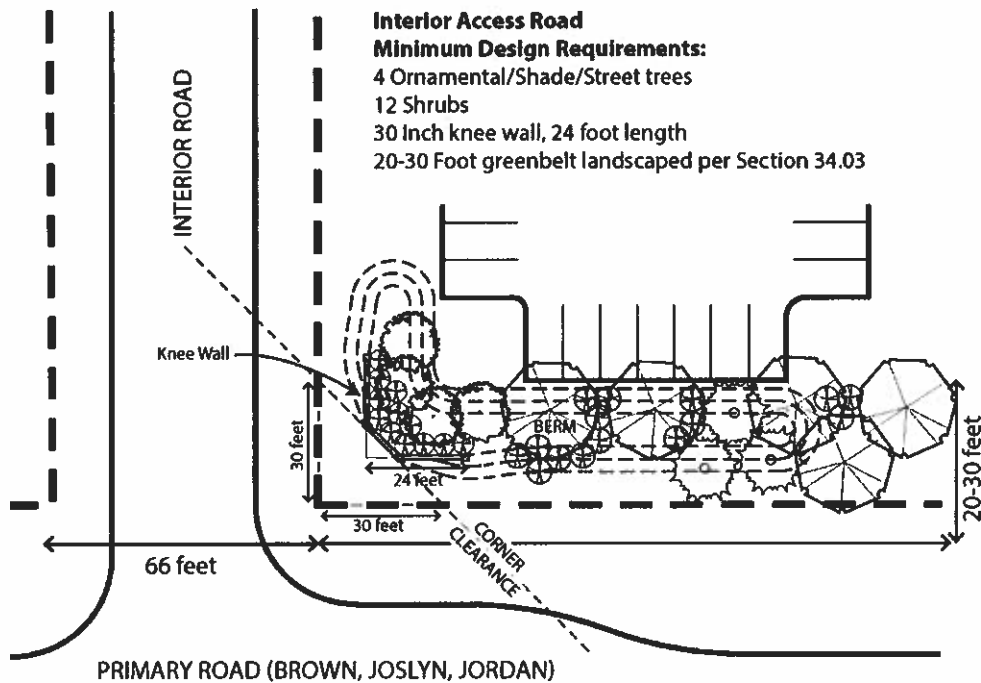 Interior Access Road
Minimum Design Requirements:
4 Ornamental/Shade/Street trees
12 Shrubs
30 Inch knee wall, 24 foot length
20-30 Foot greenbelt landscaped per Section 34.03
INTERIOR ROAD
Knee Wall
BERM
30 feet
24 feet
30 feet
20-30 feet
66 feet
CORNER
CLEARANCE
PRIMARY ROAD (BROWN, JOSLYN, JORDAN)